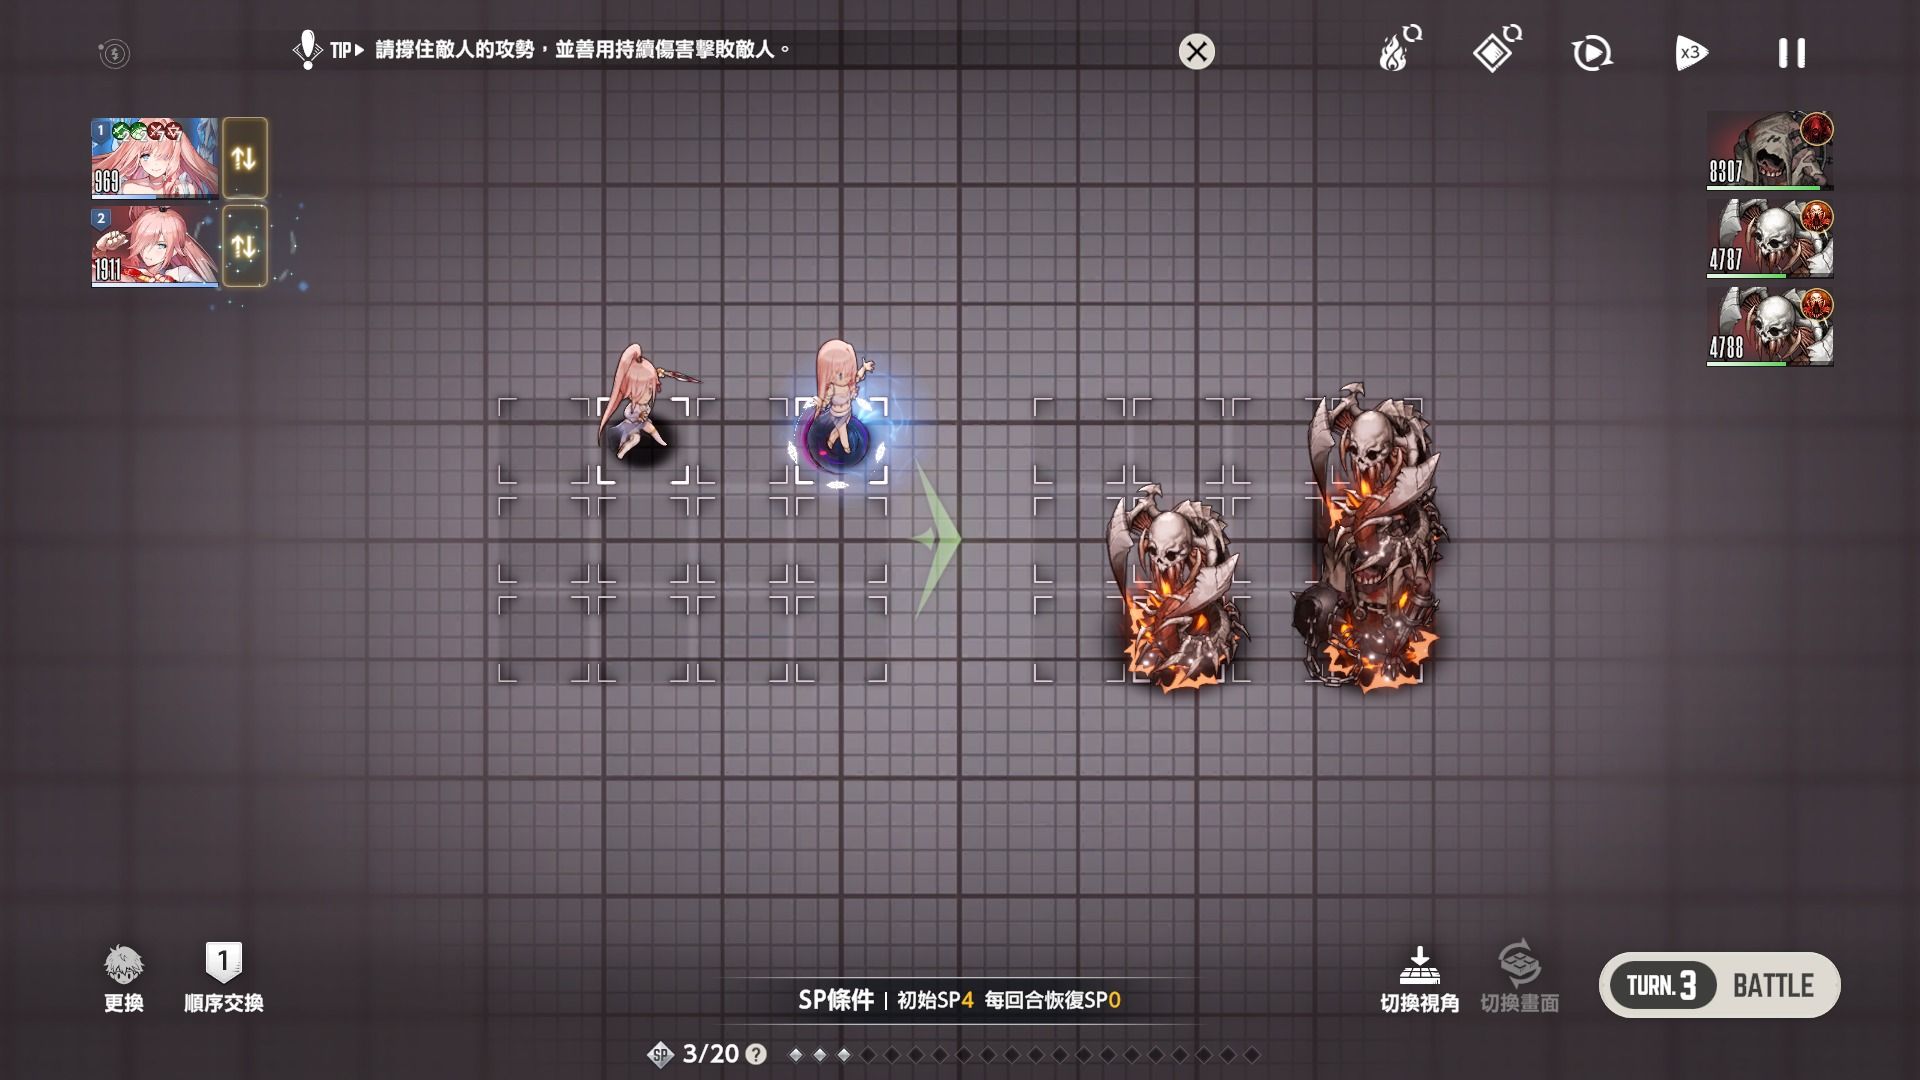 TIP 請撐住敵人的攻勢，並善用持續傷害擊敗敵人。
x3
1
969
2
1911
8307
4787
4788
更換
1
順序交換
SP條件 | 初始SP4 每回合恢復SP0
SP 3/20 ?
切換視角
切換畫面
TURN. 3 BATTLE